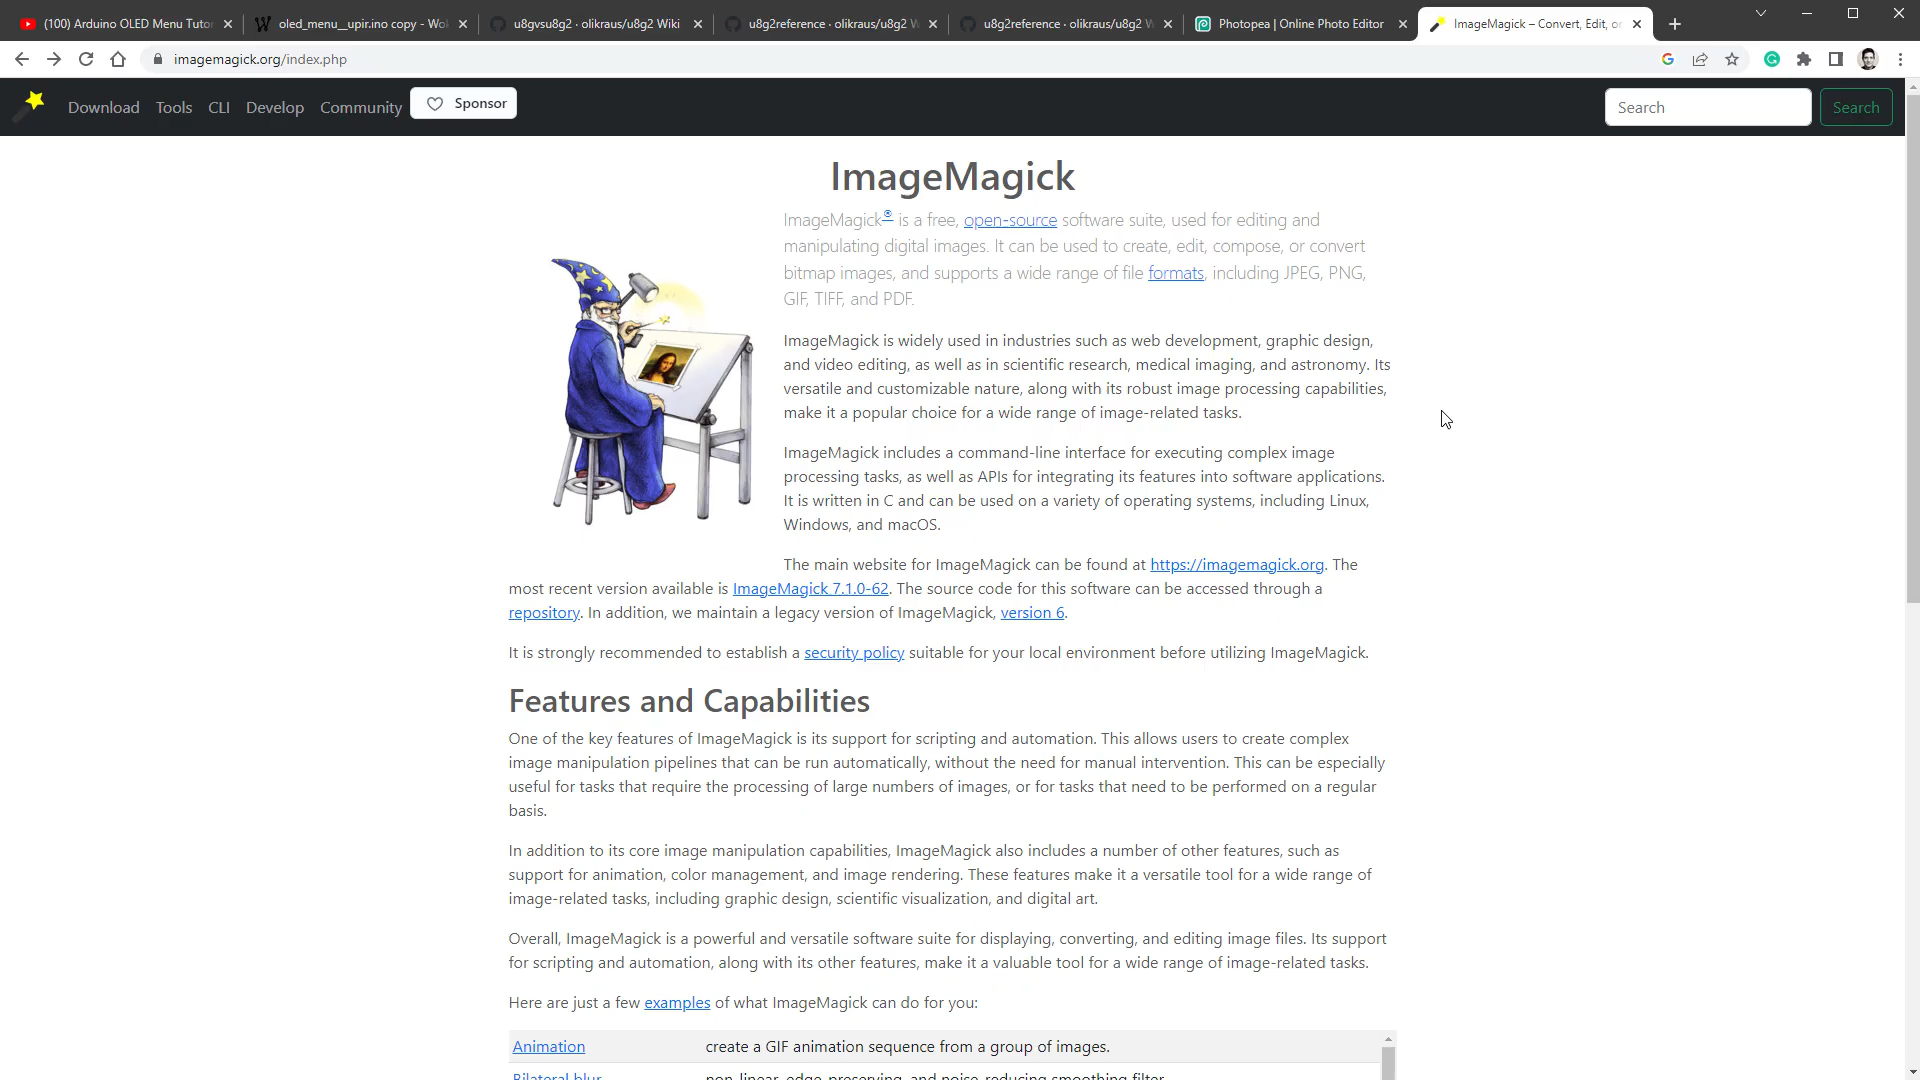 (100) Arduino OLED Menu Tutor
oled_menu__upir.ino copy - Wok
u8gvsu8g2 · olikraus/u8g2 Wiki
u8g2reference · olikraus/u8g2 W
u8g2reference · olikraus/u8g2 W
Photopea | Online Photo Editor
ImageMagick – Convert, Edit, or
imagemagick.org/index.php
Download Tools CLI Develop Community Sponsor Search Search
ImageMagick
ImageMagick® is a free, open-source software suite, used for editing and
manipulating digital images. It can be used to create, edit, compose, or convert
bitmap images, and supports a wide range of file formats, including JPEG, PNG,
GIF, TIFF, and PDF.
ImageMagick is widely used in industries such as web development, graphic design,
and video editing, as well as in scientific research, medical imaging, and astronomy. Its
versatile and customizable nature, along with its robust image processing capabilities,
make it a popular choice for a wide range of image-related tasks.
ImageMagick includes a command-line interface for executing complex image
processing tasks, as well as APIs for integrating its features into software applications.
It is written in C and can be used on a variety of operating systems, including Linux,
Windows, and macOS.
The main website for ImageMagick can be found at https://imagemagick.org. The
most recent version available is ImageMagick 7.1.0-62. The source code for this software can be accessed through a
repository. In addition, we maintain a legacy version of ImageMagick, version 6.
It is strongly recommended to establish a security policy suitable for your local environment before utilizing ImageMagick.
Features and Capabilities
One of the key features of ImageMagick is its support for scripting and automation. This allows users to create complex
image manipulation pipelines that can be run automatically, without the need for manual intervention. This can be especially
useful for tasks that require the processing of large numbers of images, or for tasks that need to be performed on a regular
basis.
In addition to its core image manipulation capabilities, ImageMagick also includes a number of other features, such as
support for animation, color management, and image rendering. These features make it a versatile tool for a wide range of
image-related tasks, including graphic design, scientific visualization, and digital art.
Overall, ImageMagick is a powerful and versatile software suite for displaying, converting, and editing image files. Its support
for scripting and automation, along with its other features, make it a valuable tool for a wide range of image-related tasks.
Here are just a few examples of what ImageMagick can do for you:
Animation create a GIF animation sequence from a group of images.
Bilateral blur non-linear, edge-preserving, and noise-reducing smoothing filter.